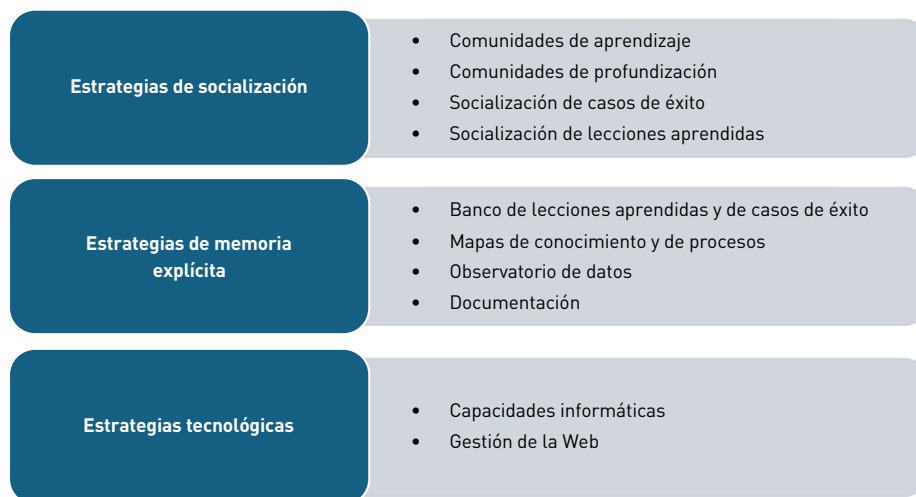 Estrategias de socialización
• Comunidades de aprendizaje
• Comunidades de profundización
• Socialización de casos de éxito
• Socialización de lecciones aprendidas
Estrategias de memoria
explícita
• Banco de lecciones aprendidas y de casos de éxito
• Mapas de conocimiento y de procesos
• Observatorio de datos
• Documentación
Estrategias tecnológicas
• Capacidades informáticas
• Gestión de la Web